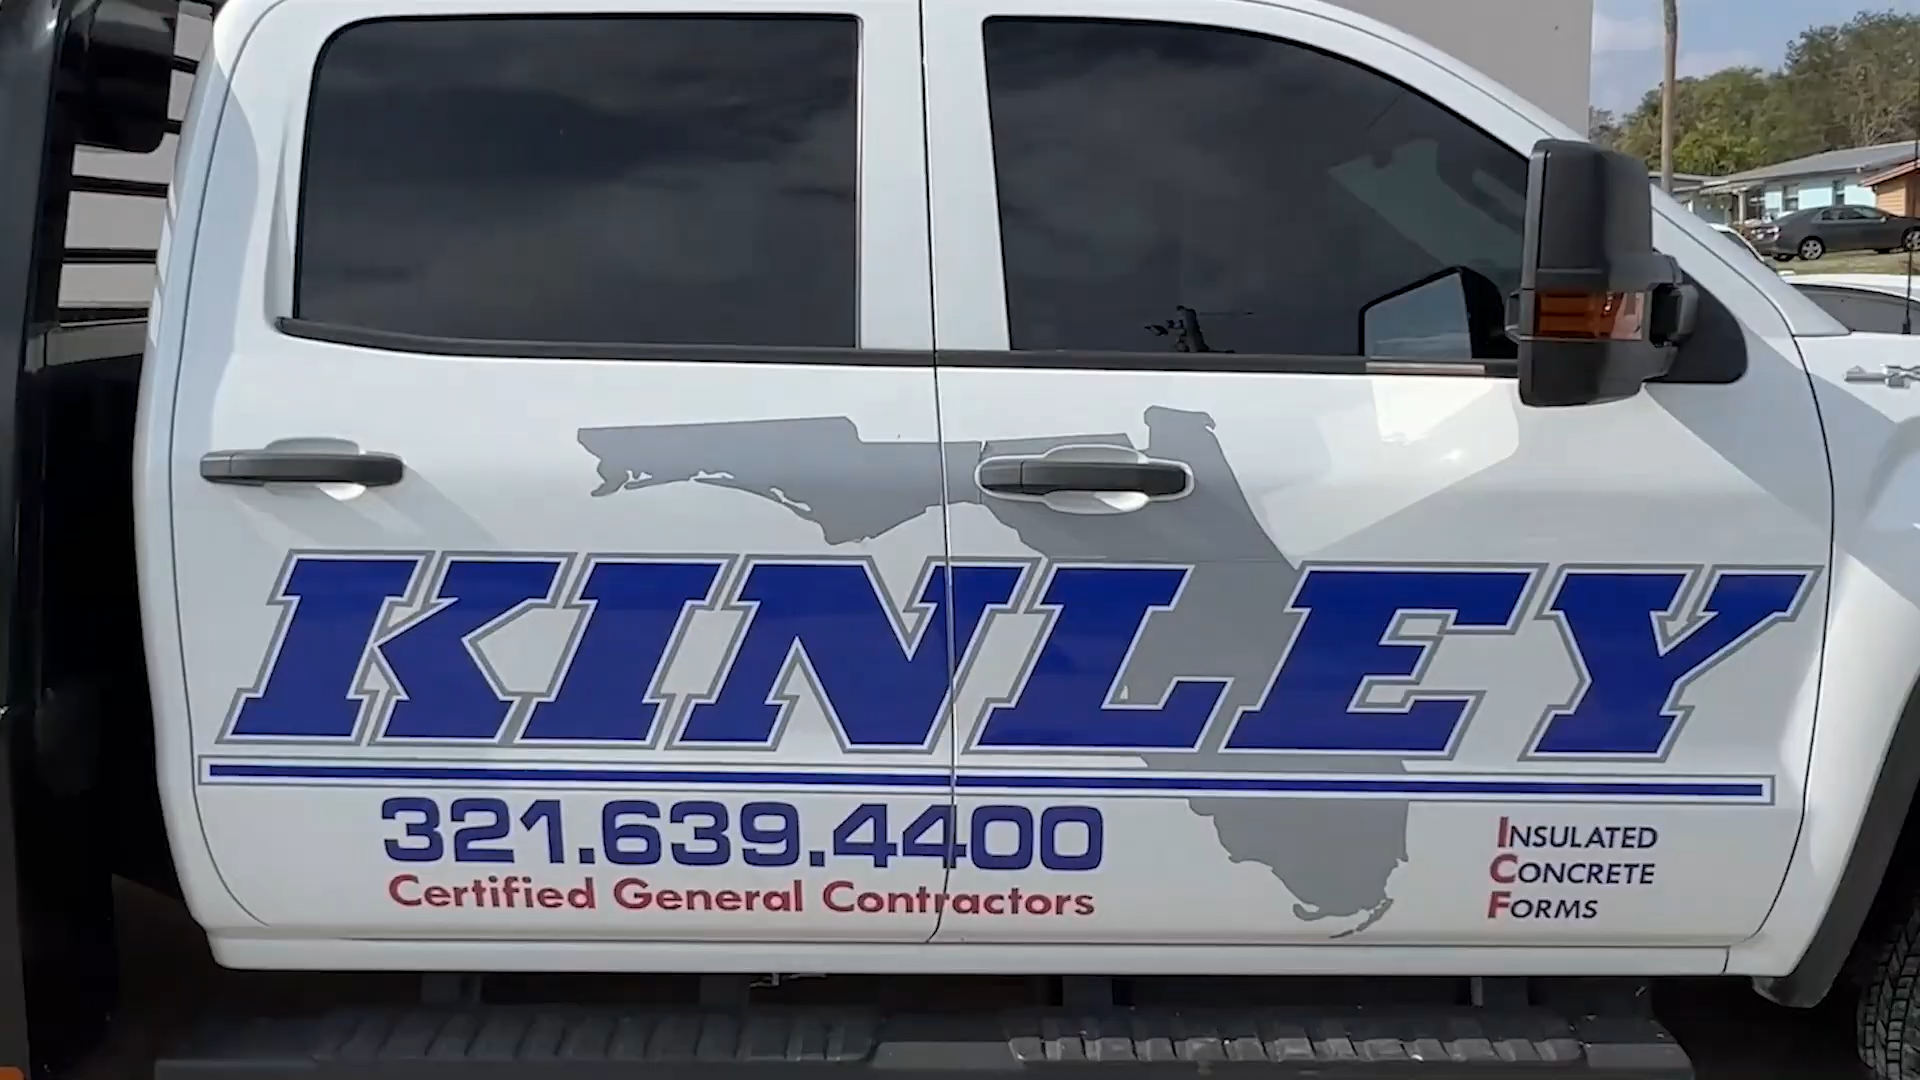 KINLEY
321.639.4400
Certified General Contractors
INSULATED
CONCRETE
FORMS